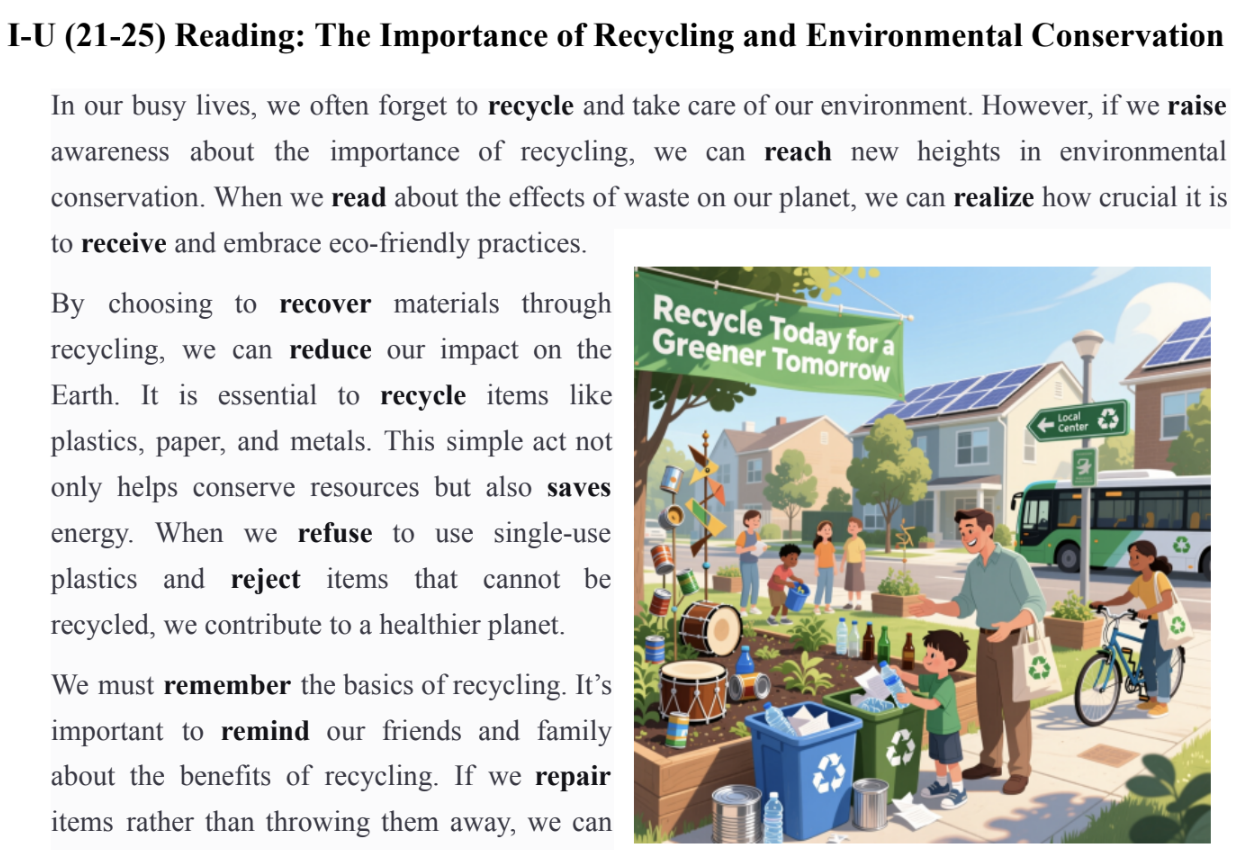 I-U (21-25) Reading: The Importance of Recycling and Environmental Conservation
In our busy lives, we often forget to recycle and take care of our environment. However, if we raise
awareness about the importance of recycling, we can reach new heights in environmental
conservation. When we read about the effects of waste on our planet, we can realize how crucial it is
to receive and embrace eco-friendly practices.
By choosing to recover materials through
recycling, we can reduce our impact on the
Earth. It is essential to recycle items like
plastics, paper, and metals. This simple act not
only helps conserve resources but also saves
energy. When we refuse to use single-use
plastics and reject items that cannot be
recycled, we contribute to a healthier planet.
We must remember the basics of recycling. It’s
important to remind our friends and family
about the benefits of recycling. If we repair
items rather than throwing them away, we can
Recycle Today for a
Greener Tomorrow
Local
Center